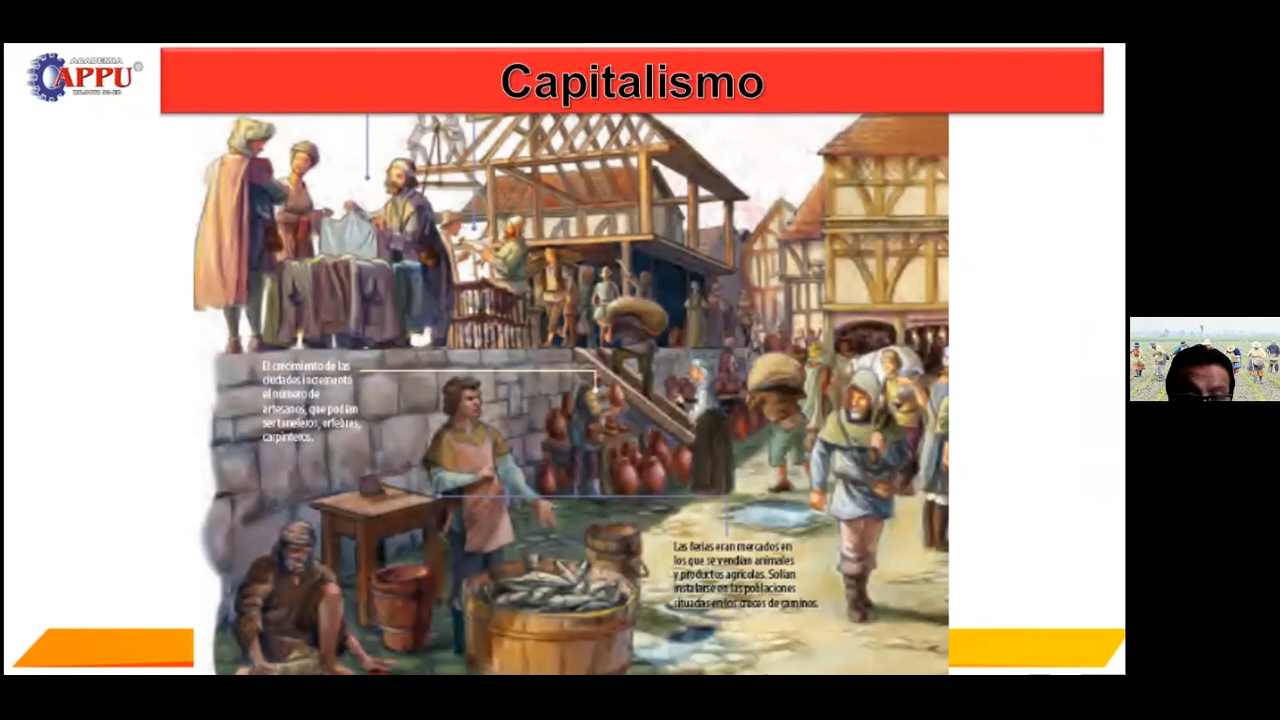 ACADEMIA
APPU
Capitalismo
El crecimiento de las
ciudades incrementó
el número de
artesanos, que podían
ser toneleros, orfebres,
carpinteros.
Las ferias eran mercados en
los que se vendían animales
y productos agrícolas. Solían
instalarse en las poblaciones
situadas en los cruces de caminos.